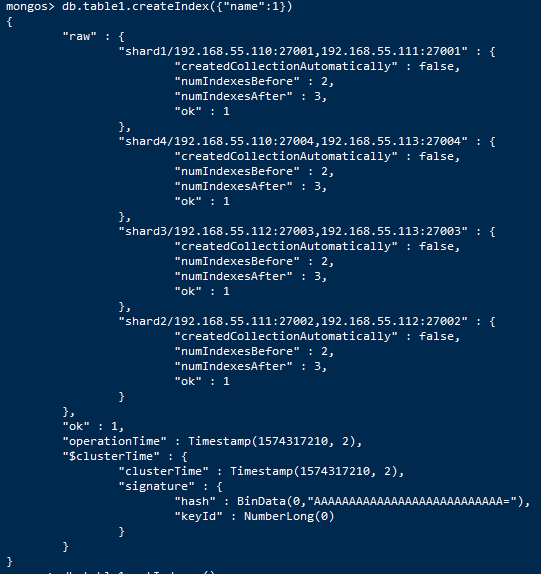 mongos> db.table1.createIndex({"name":1})
{
        "raw" : {
                "shard1/192.168.55.110:27001,192.168.55.111:27001" : {
                        "createdCollectionAutomatically" : false,
                        "numIndexesBefore" : 2,
                        "numIndexesAfter" : 3,
                        "ok" : 1
                },
                "shard4/192.168.55.110:27004,192.168.55.113:27004" : {
                        "createdCollectionAutomatically" : false,
                        "numIndexesBefore" : 2,
                        "numIndexesAfter" : 3,
                        "ok" : 1
                },
                "shard3/192.168.55.112:27003,192.168.55.113:27003" : {
                        "createdCollectionAutomatically" : false,
                        "numIndexesBefore" : 2,
                        "numIndexesAfter" : 3,
                        "ok" : 1
                },
                "shard2/192.168.55.111:27002,192.168.55.112:27002" : {
                        "createdCollectionAutomatically" : false,
                        "numIndexesBefore" : 2,
                        "numIndexesAfter" : 3,
                        "ok" : 1
                }
        },
        "ok" : 1,
        "operationTime" : Timestamp(1574317210, 2),
        "$clusterTime" : {
                "clusterTime" : Timestamp(1574317210, 2),
                "signature" : {
                        "hash" : BinData(0,"AAAAAAAAAAAAAAAAAAAAAAAAAAA="),
                        "keyId" : NumberLong(0)
                }
        }
}